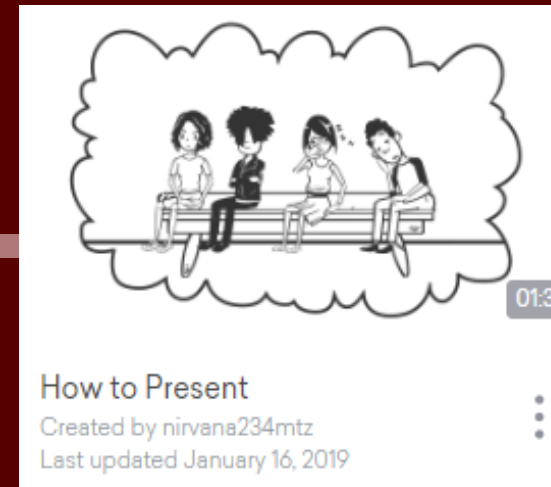 01:3
How to Present
Created by nirvana234mtz
Last updated January 16, 2019